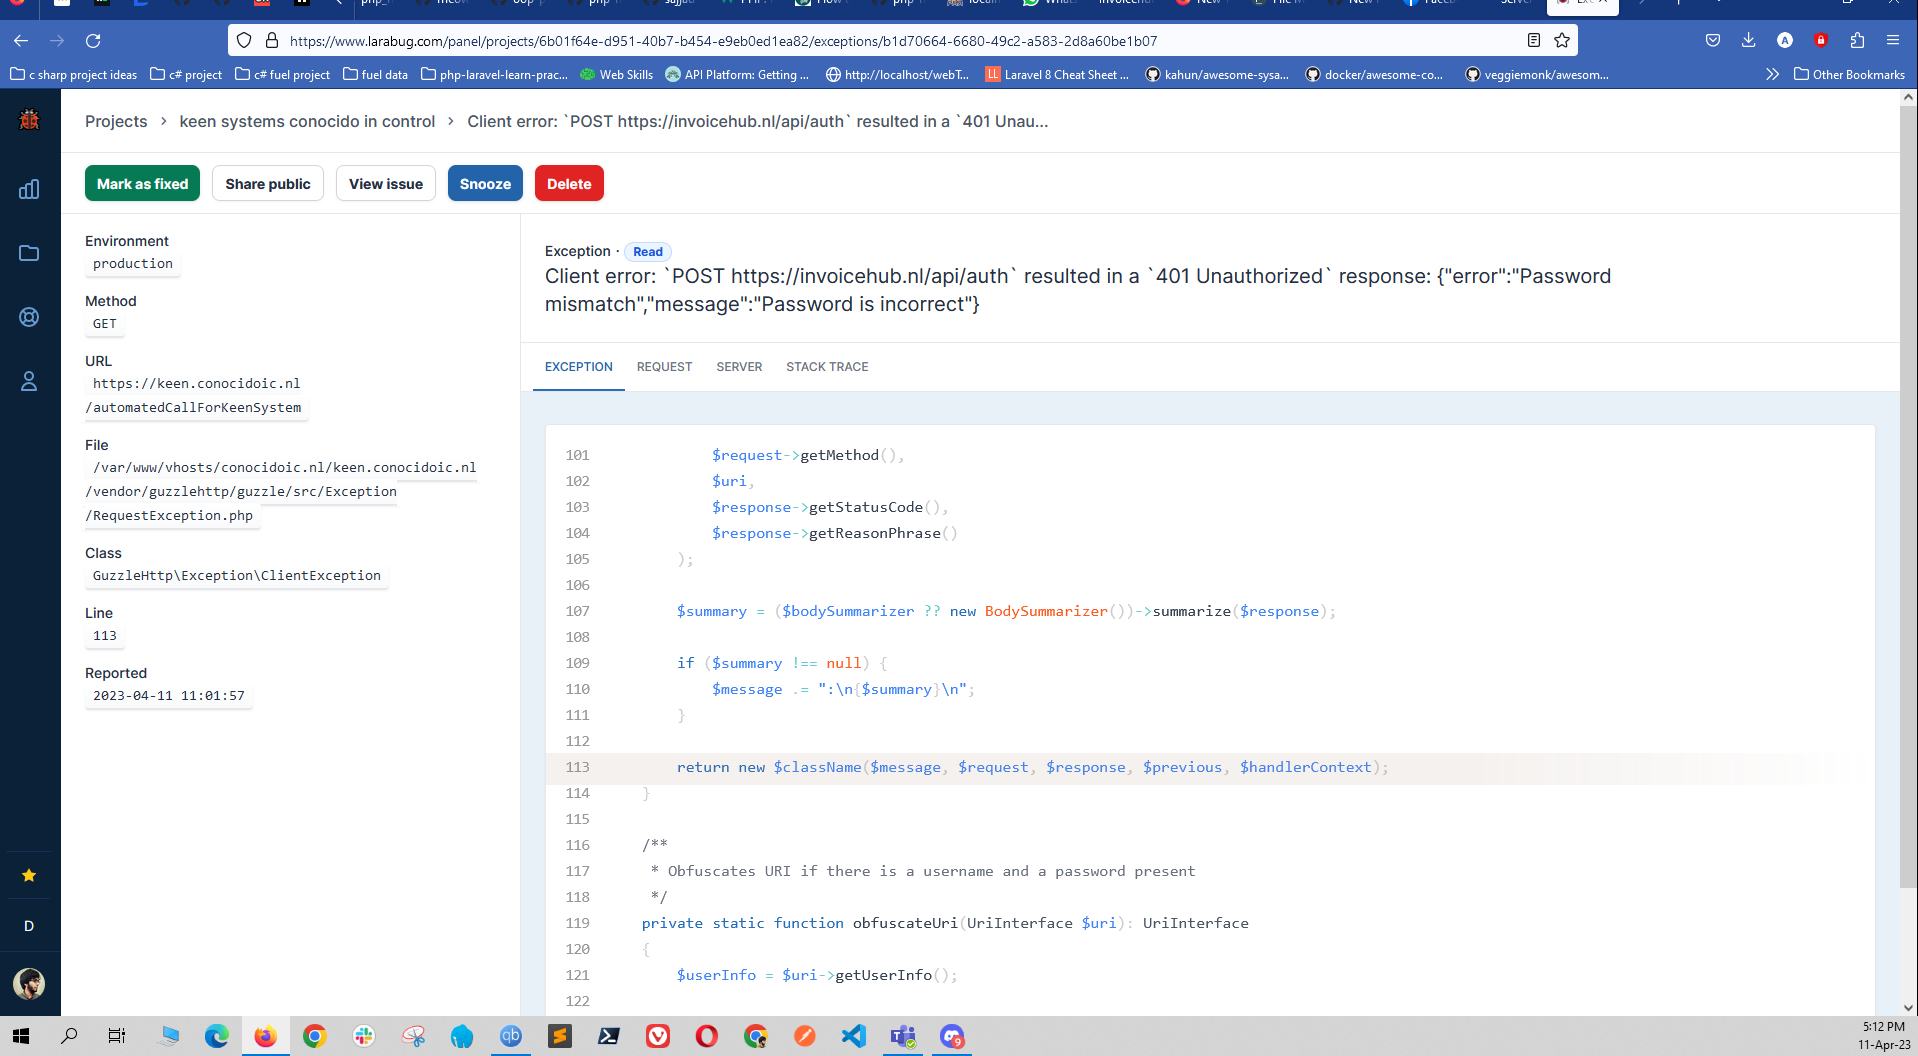 https://www.larabug.com/panel/projects/6b01f64e-d951-40b7-b454-e9eb0ed1ea82/exceptions/b1d70664-6680-49c2-a583-2d8a60be1b07
c sharp project ideas c# project c# fuel project fuel data php-laravel-learn-prac... Web Skills API Platform: Getting ... http://localhost/webT... Laravel 8 Cheat Sheet ... kahun/awesome-sysa... docker/awesome-co... veggiemonk/awesom... Other Bookmarks
Projects > keen systems conocido in control > Client error: `POST https://invoicehub.nl/api/auth` resulted in a `401 Unau...
Mark as fixed Share public View issue Snooze Delete
Environment
production
Method
GET
URL
https://keen.conocidoic.nl
/automatedCallForKeenSystem
File
/var/www/vhosts/conocidoic.nl/keen.conocidoic.nl
/vendor/guzzlehttp/guzzle/src/Exception
/RequestException.php
Class
GuzzleHttp\Exception\ClientException
Line
113
Reported
2023-04-11 11:01:57
Exception · Read
Client error: `POST https://invoicehub.nl/api/auth` resulted in a `401 Unauthorized` response: {"error":"Password
mismatch","message":"Password is incorrect"}
EXCEPTION REQUEST SERVER STACK TRACE
101 $request->getMethod(),
102 $uri,
103 $response->getStatusCode(),
104 $response->getReasonPhrase()
105 );
106
107 $summary = ($bodySummarizer ?? new BodySummarizer())->summarize($response);
108
109 if ($summary !== null) {
110 $message .= ":\n{$summary}\n";
111 }
112
113 return new $className($message, $request, $response, $previous, $handlerContext);
114 }
115
116 /**
117 * Obfuscates URI if there is a username and a password present
118 */
119 private static function obfuscateUri(UriInterface $uri): UriInterface
120 {
121 $userInfo = $uri->getUserInfo();
122
D
5:12 PM
11-Apr-23